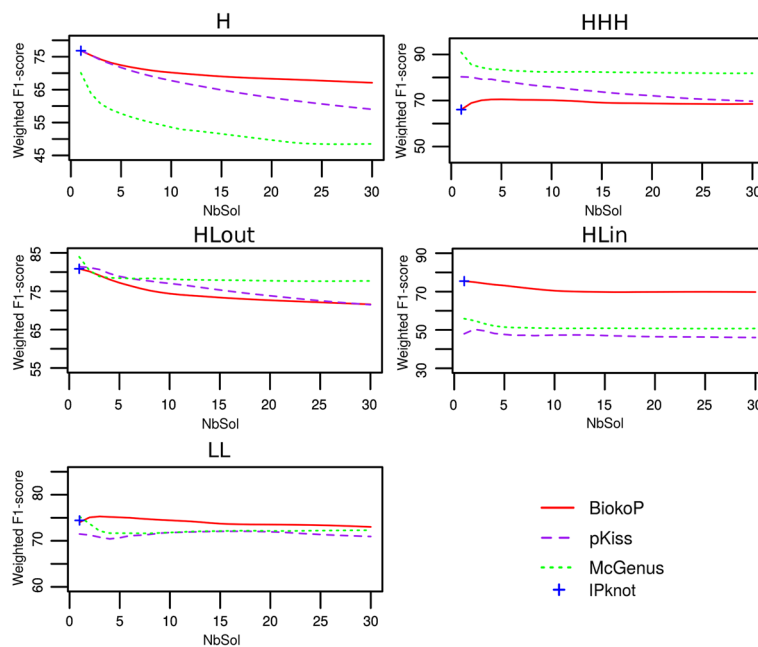 H
Weighted F1-score
75
65
55
45
0 5 10 15 20 25 30
NbSol
HHH
Weighted F1-score
90
70
50
0 5 10 15 20 25 30
NbSol
HLout
Weighted F1-score
85
75
65
55
0 5 10 15 20 25 30
NbSol
HLin
Weighted F1-score
90
70
50
30
0 5 10 15 20 25 30
NbSol
LL
Weighted F1-score
80
70
60
0 5 10 15 20 25 30
NbSol
BiokoP
pKiss
McGenus
IPknot